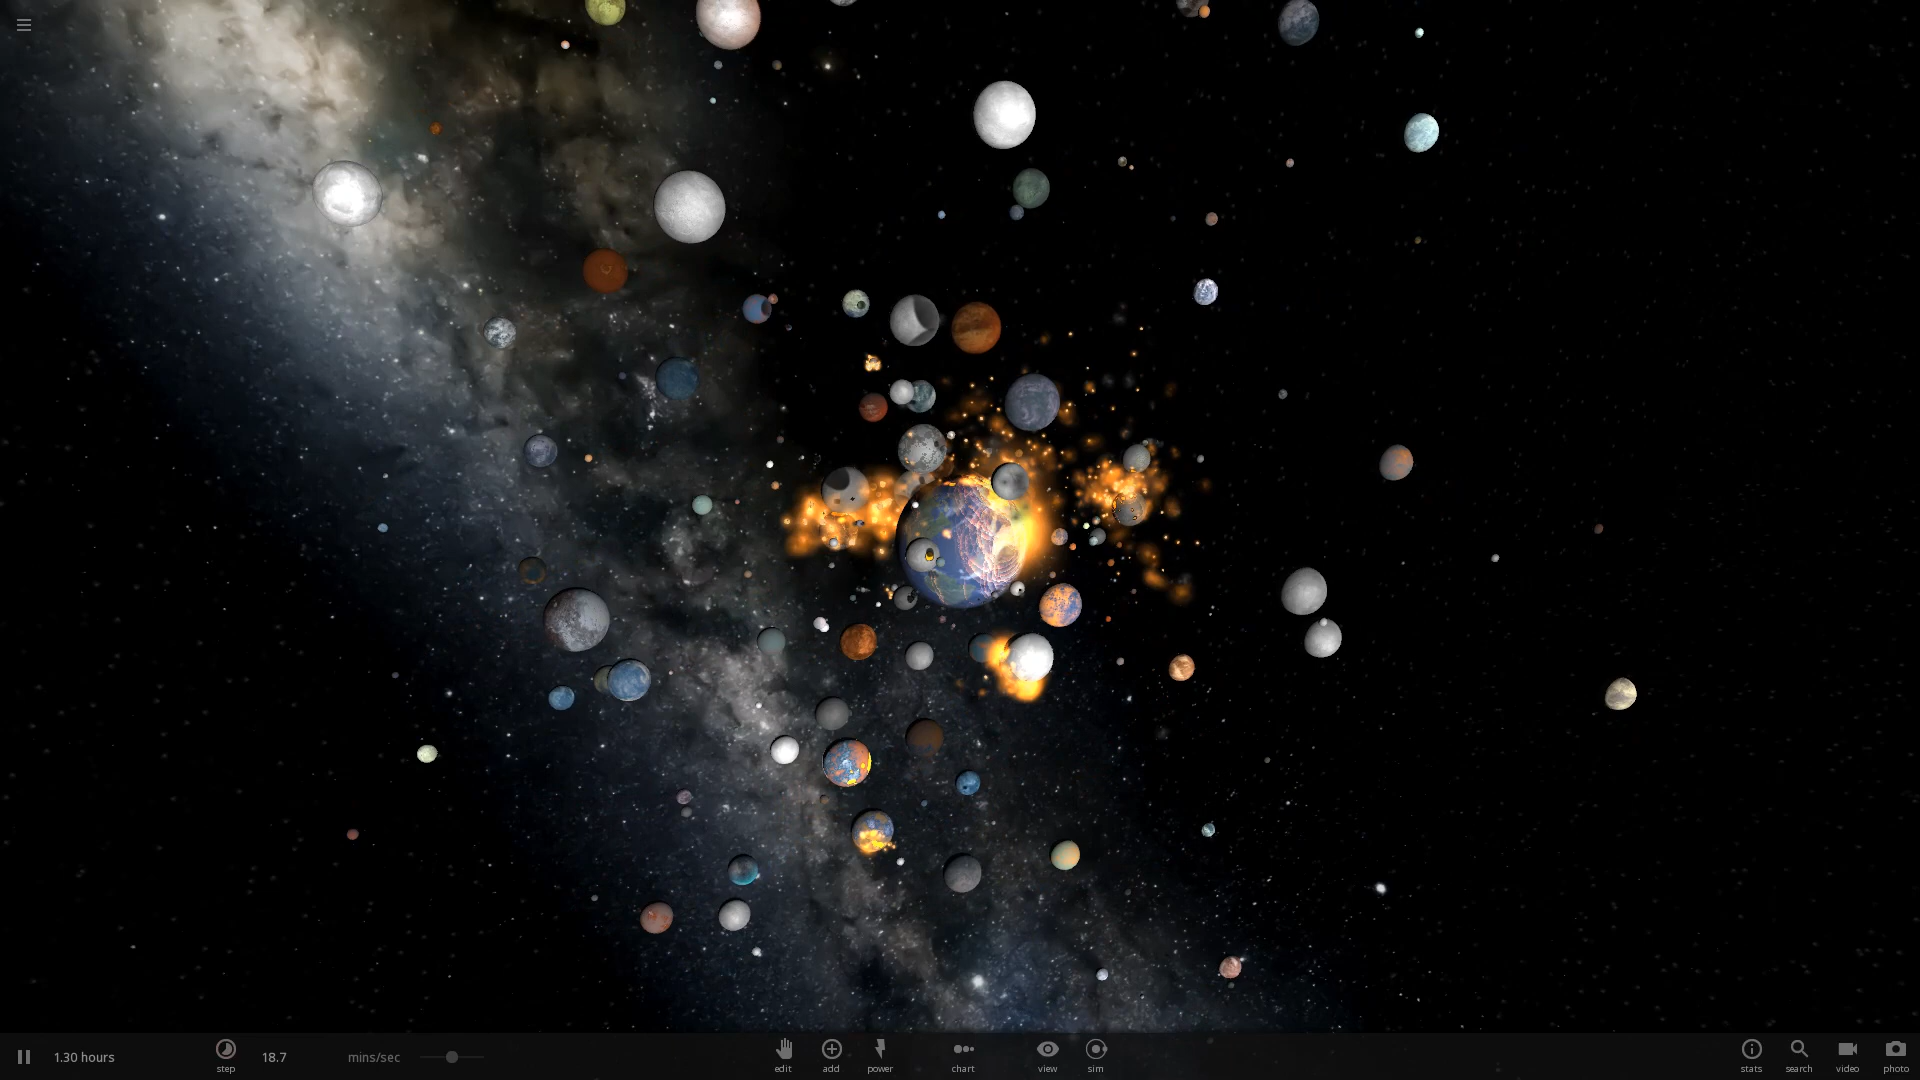 1.30 hours
step
18.7
mins/sec
edit
add
power
chart
view
sim
stats
search
video
photo